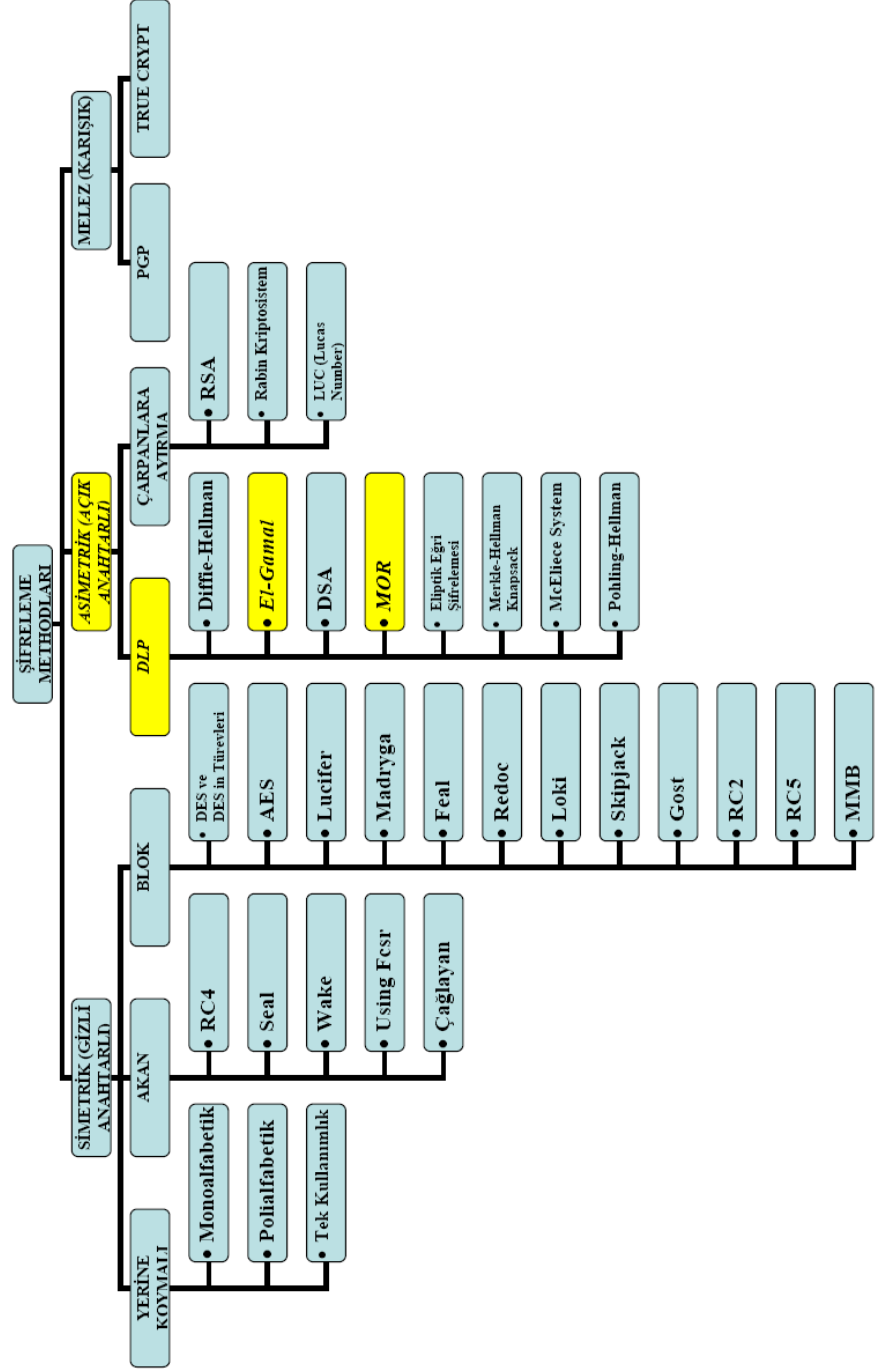 ŞİFRELEME
METHODLARI
SİMETRİK (GİZLİ
ANAHTARLI)
YERİNE
KOYMALI
• Monoalfabetik
• Polialfabetik
• Tek Kullanımlık
AKAN
• RC4
• Seal
• Wake
• Using Fcsr
• Çağlayan
BLOK
• DES ve
DES in Türevleri
• AES
• Lucifer
• Madryga
• Feal
• Redoc
• Loki
• Skipjack
• Gost
• RC2
• RC5
• MMB
ASİMETRİK (AÇIK
ANAHTARLI)
DLP
• Diffie-Hellman
• El-Gamal
• DSA
• MOR
• Eliptik Eğri
Şifrelemesi
• Merkle-Hellman
Knapsack
• McEliece System
• Pohling-Hellman
ÇARPANLARA
AYIRMA
• RSA
• Rabin Kriptosistem
• LUC (Lucas
Number)
MELEZ (KARIŞIK)
PGP
TRUE CRYPT